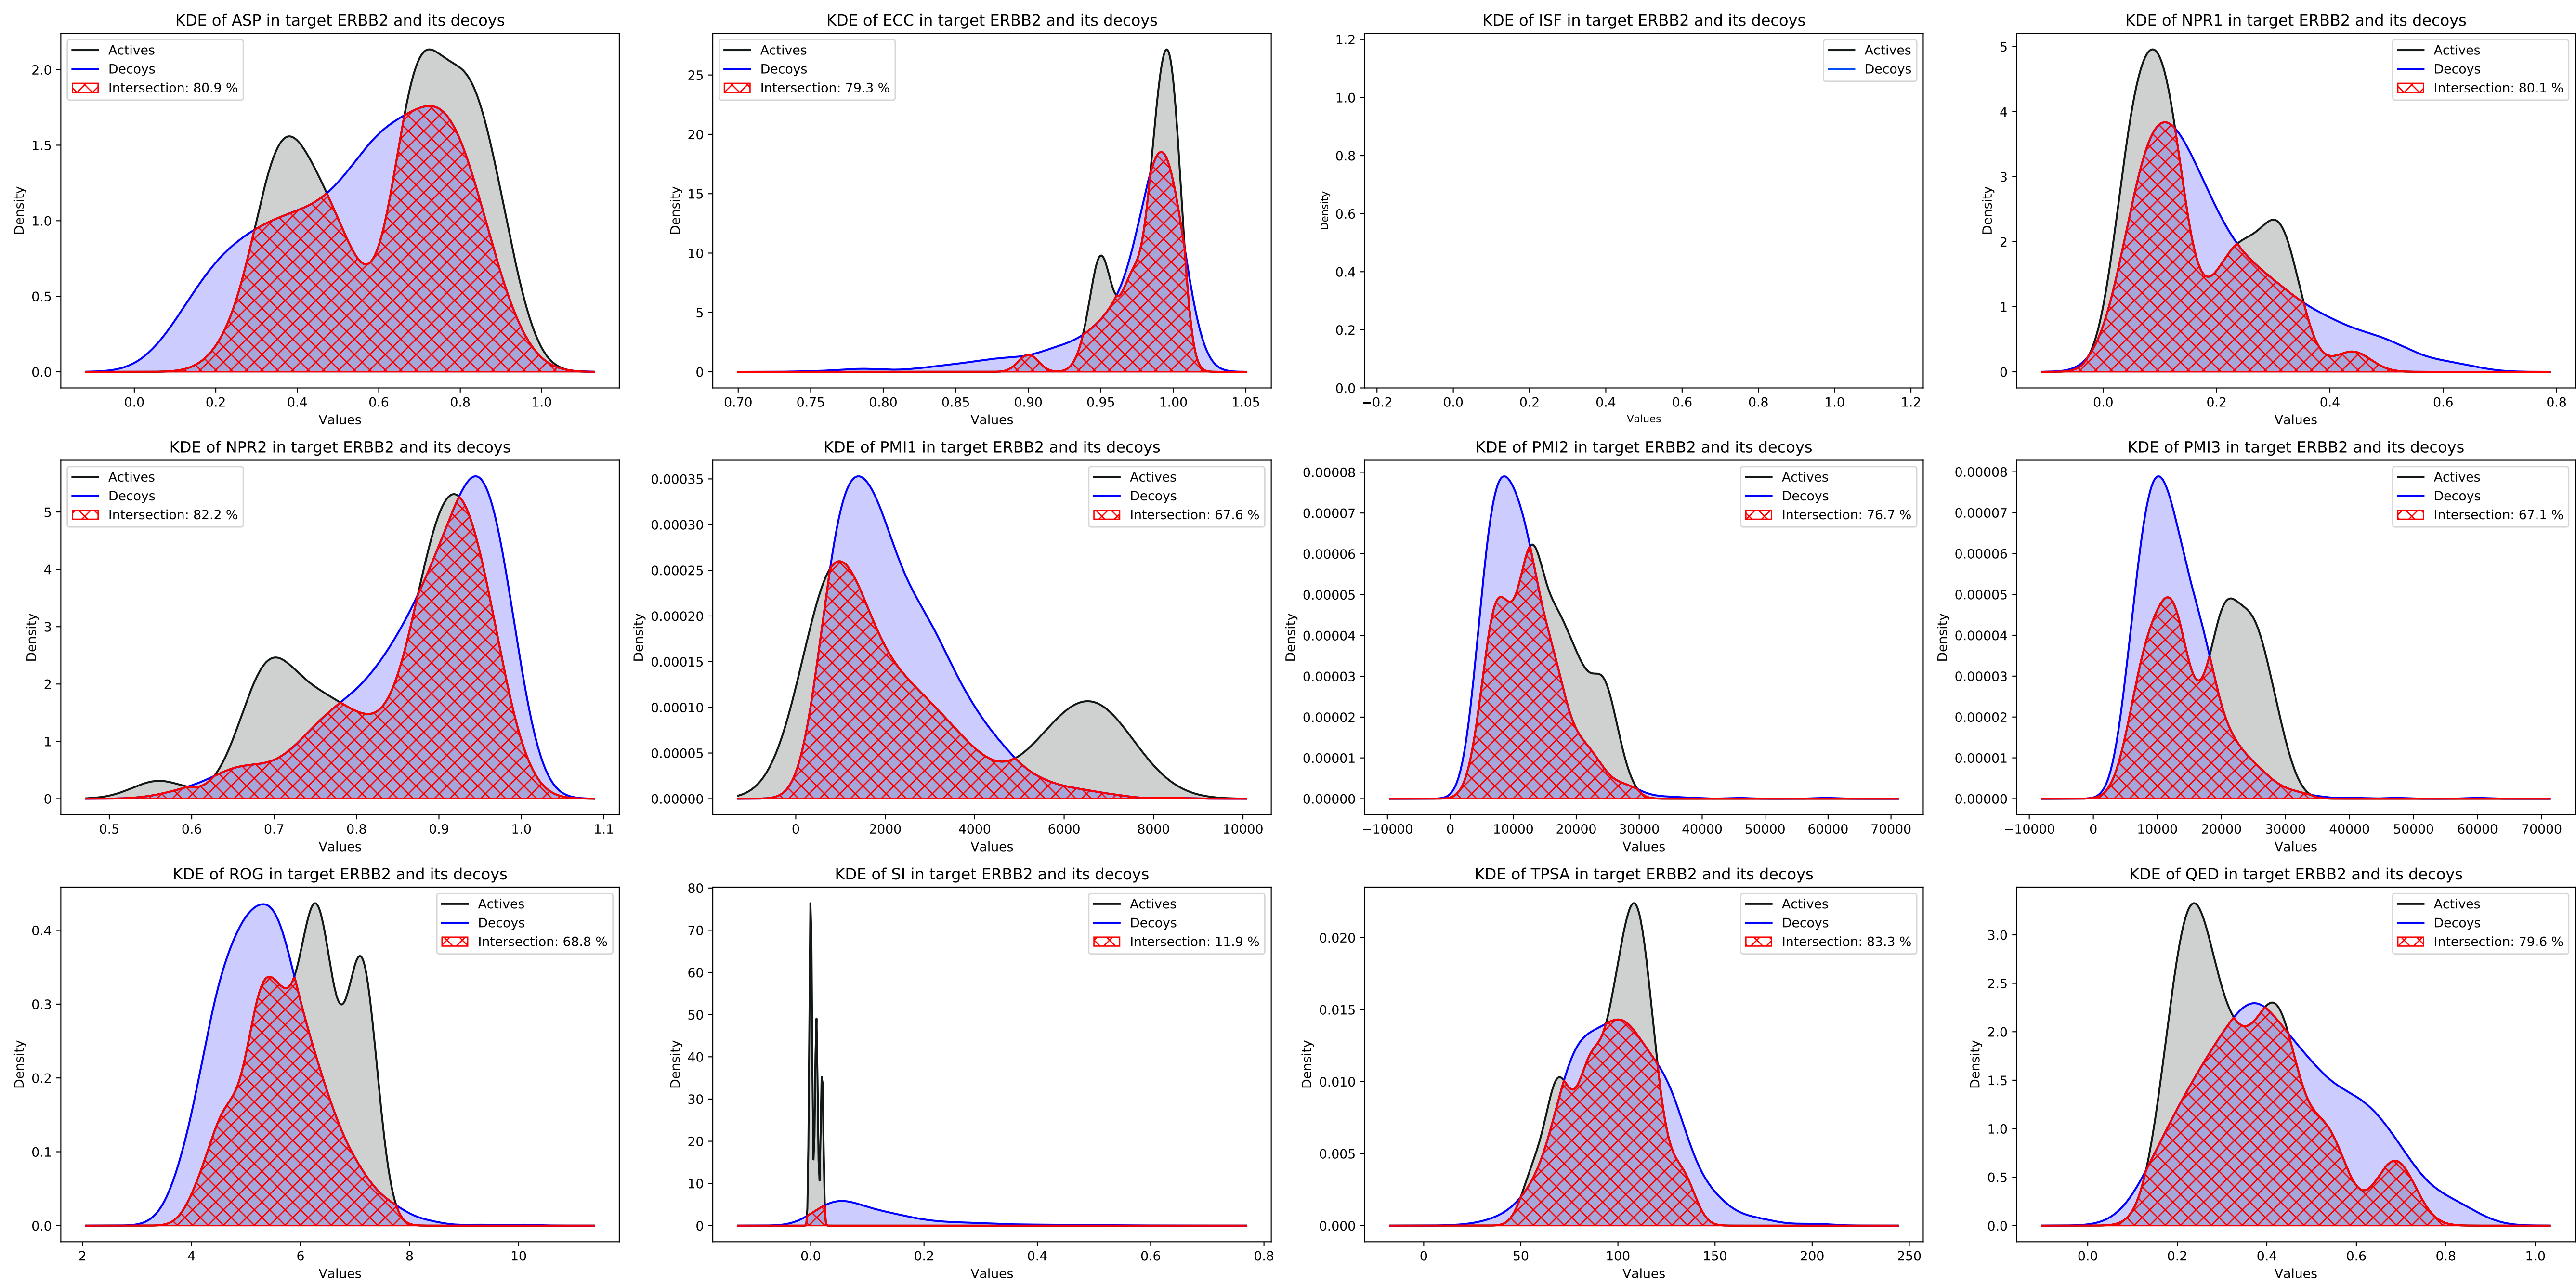 KDE of ASP in target ERBB2 and its decoys
Actives
Decoys
Intersection: 80.9 %
Density
2.0
1.5
1.0
0.5
0.0
0.0 0.2 0.4 0.6 0.8 1.0
Values
KDE of ECC in target ERBB2 and its decoys
Actives
Decoys
Intersection: 79.3 %
Density
25
20
15
10
5
0
0.70 0.75 0.80 0.85 0.90 0.95 1.00 1.05
Values
KDE of ISF in target ERBB2 and its decoys
Actives
Decoys
Density
1.2
1.0
0.8
0.6
0.4
0.2
0.0
−0.2 0.0 0.2 0.4 0.6 0.8 1.0 1.2
Values
KDE of NPR1 in target ERBB2 and its decoys
Actives
Decoys
Intersection: 80.1 %
Density
5
4
3
2
1
0
0.0 0.2 0.4 0.6 0.8
Values
KDE of NPR2 in target ERBB2 and its decoys
Actives
Decoys
Intersection: 82.2 %
Density
5
4
3
2
1
0
0.5 0.6 0.7 0.8 0.9 1.0 1.1
Values
KDE of PMI1 in target ERBB2 and its decoys
Actives
Decoys
Intersection: 67.6 %
Density
0.00035
0.00030
0.00025
0.00020
0.00015
0.00010
0.00005
0.00000
0 2000 4000 6000 8000 10000
Values
KDE of PMI2 in target ERBB2 and its decoys
Actives
Decoys
Intersection: 76.7 %
Density
0.00008
0.00007
0.00006
0.00005
0.00004
0.00003
0.00002
0.00001
0.00000
−10000 0 10000 20000 30000 40000 50000 60000 70000
Values
KDE of PMI3 in target ERBB2 and its decoys
Actives
Decoys
Intersection: 67.1 %
Density
0.00008
0.00007
0.00006
0.00005
0.00004
0.00003
0.00002
0.00001
0.00000
−10000 0 10000 20000 30000 40000 50000 60000 70000
Values
KDE of ROG in target ERBB2 and its decoys
Actives
Decoys
Intersection: 68.8 %
Density
0.4
0.3
0.2
0.1
0.0
2 4 6 8 10
Values
KDE of SI in target ERBB2 and its decoys
Actives
Decoys
Intersection: 11.9 %
Density
80
70
60
50
40
30
20
10
0
0.0 0.2 0.4 0.6 0.8
Values
KDE of TPSA in target ERBB2 and its decoys
Actives
Decoys
Intersection: 83.3 %
Density
0.020
0.015
0.010
0.005
0.000
0 50 100 150 200 250
Values
KDE of QED in target ERBB2 and its decoys
Actives
Decoys
Intersection: 79.6 %
Density
3.0
2.5
2.0
1.5
1.0
0.5
0.0
0.0 0.2 0.4 0.6 0.8 1.0
Values